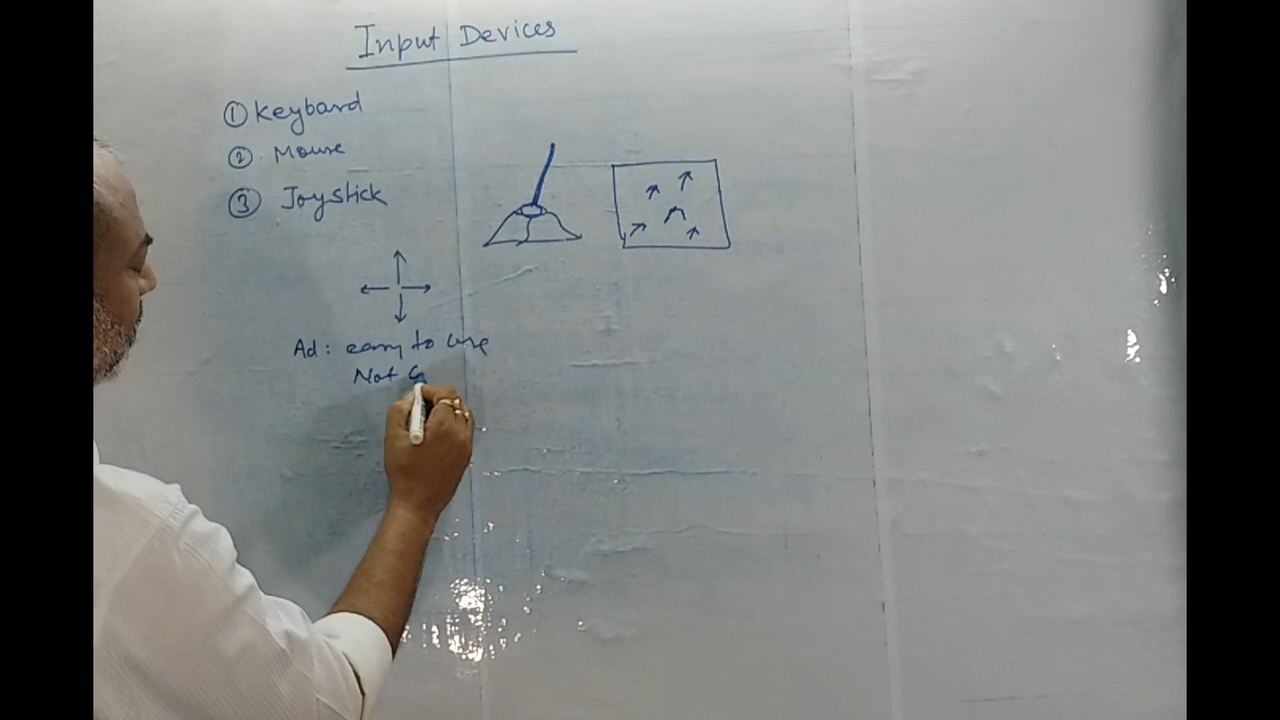 Input Devices
① Keyboard
② Mouse
③ Joystick
Ad: easy to use
Not